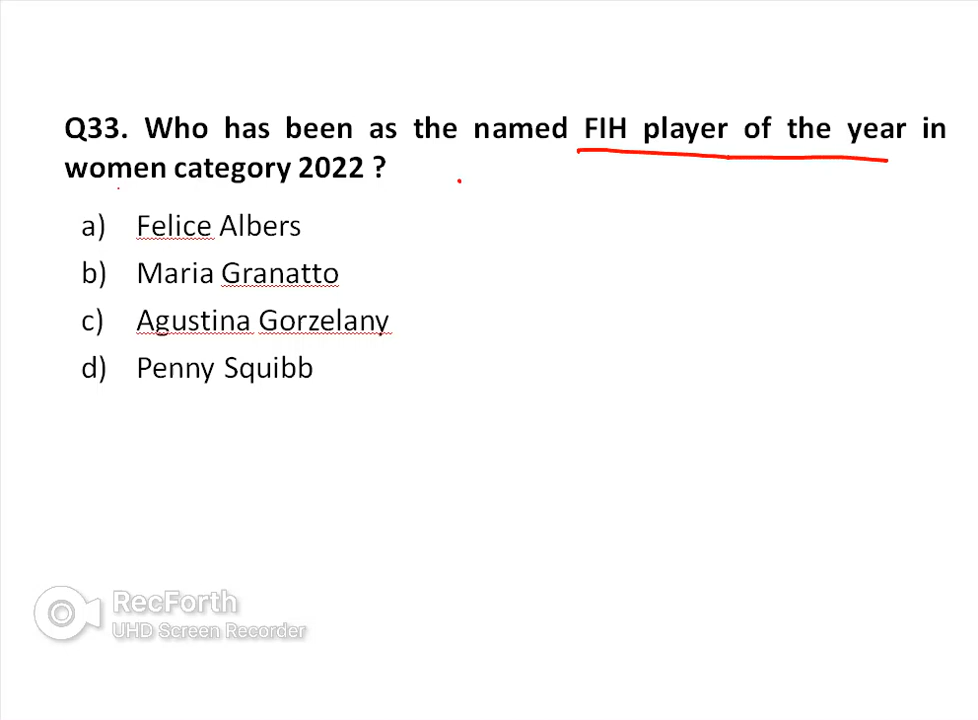 Q33. Who has been as the named FIH player of the year in
women category 2022 ?
a) Felice Albers
b) Maria Granatto
c) Agustina Gorzelany
d) Penny Squibb
RecForth
UHD Screen Recorder